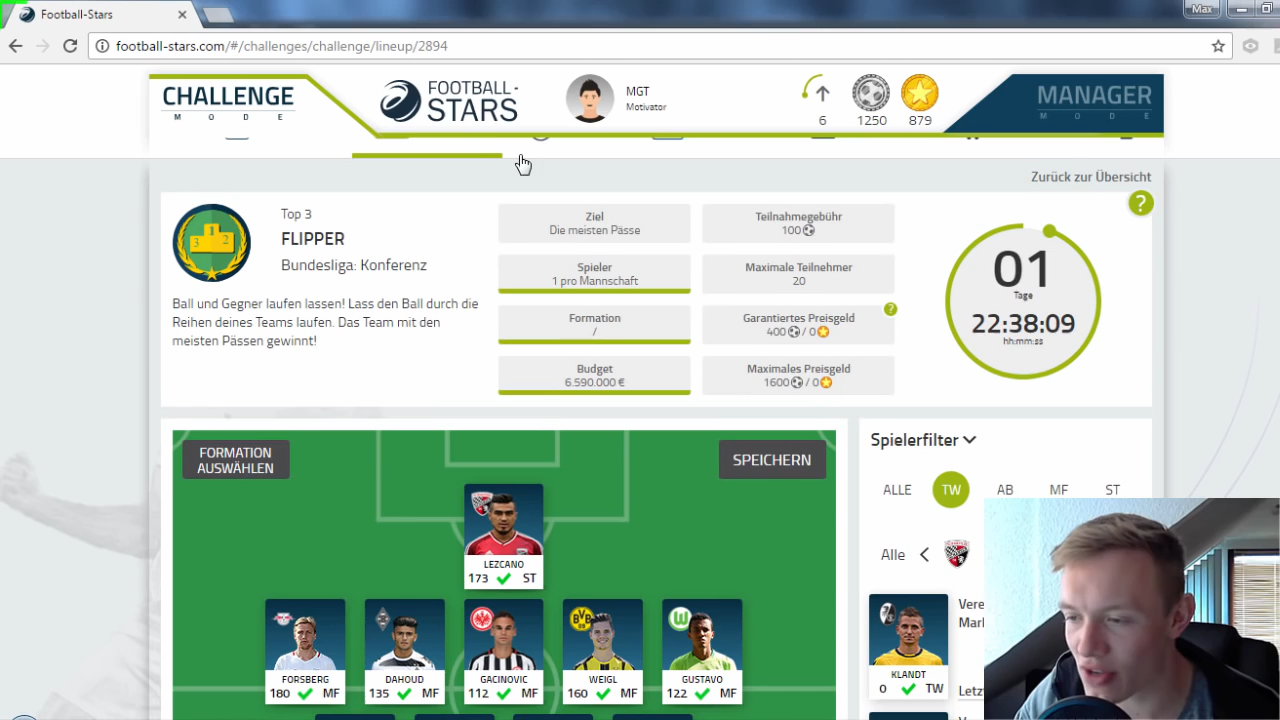 Football-Stars
Max
football-stars.com/#/challenges/challenge/lineup/2894
CHALLENGE
MODE
FOOTBALL-
STARS
MGT
Motivator
6
1250
879
MANAGER
MODE
Zurück zur Übersicht
Top 3
FLIPPER
Bundesliga: Konferenz
Ball und Gegner laufen lassen! Lass den Ball durch die
Reihen deines Teams laufen. Das Team mit den
meisten Pässen gewinnt!
Ziel
Die meisten Pässe
Teilnahmegebühr
100
Spieler
1 pro Mannschaft
Maximale Teilnehmer
20
Formation
/
Garantiertes Preisgeld
400 / 0
?
Budget
6.590.000 €
Maximales Preisgeld
1600 / 0
?
01
Tage
22:38:09
hh:mm:ss
FORMATION
AUSWÄHLEN
SPEICHERN
LEZCANO
173 ST
FORSBERG
180 MF
DAHOUD
135 MF
GACINOVIC
112 MF
WEIGL
160 MF
GUSTAVO
122 MF
Spielerfilter
ALLE TW AB MF ST
Alle
KLANDT
0 TW